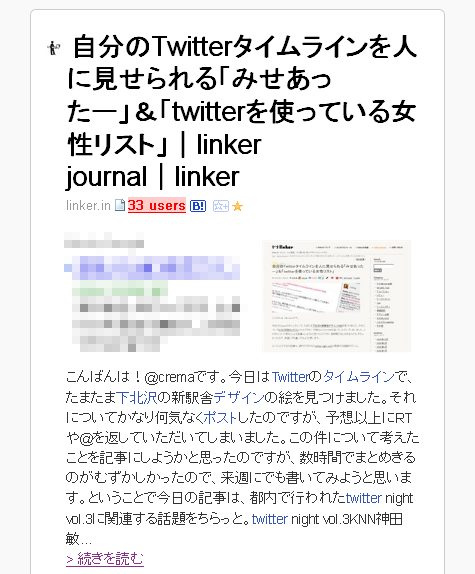 自分のTwitterタイムラインを人
に見せられる「みせあっ
たー」＆「twitterを使っている女
性リスト」｜linker
journal｜linker
linker.in 33 users B!
こんばんは！@cremaです。今日はTwitterのタイムラインで、
たまたま下北沢の新駅舎デザインの絵を見つけました。それ
についてかなり何気なくポストしたのですが、予想以上にRT
や@を返していただいてしまいました。この件について考えた
ことを記事にしようかと思ったのですが、数時間でまとめきる
のがむずかしかったので、来週にでも書いてみようと思いま
す。ということで今日の記事は、都内で行われたtwitter night
vol.3に関連する話題をちらっと。twitter night vol.3KNN神田
敏...
> 続きを読む